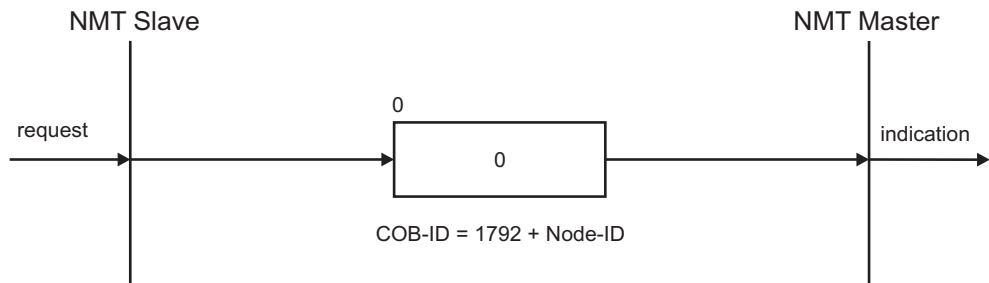 NMT Slave
NMT Master
0
request
indication
0
COB-ID = 1792 + Node-ID